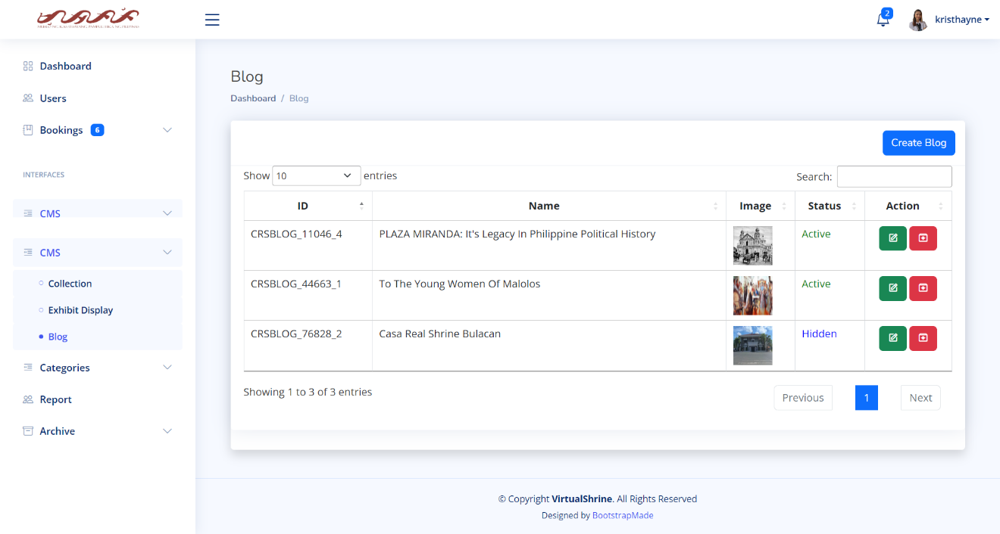 2
kristhayne
Dashboard
Users
Bookings 6
INTERFACES
CMS
CMS
Collection
Exhibit Display
Blog
Categories
Report
Archive
Blog
Dashboard / Blog
Create Blog
Show 10 entries
Search:
ID Name Image Status Action
CRSBLOG_11046_4 PLAZA MIRANDA: It's Legacy In Philippine Political History Active
CRSBLOG_44663_1 To The Young Women Of Malolos Active
CRSBLOG_76828_2 Casa Real Shrine Bulacan Hidden
Showing 1 to 3 of 3 entries
Previous 1 Next
© Copyright VirtualShrine. All Rights Reserved
Designed by BootstrapMade